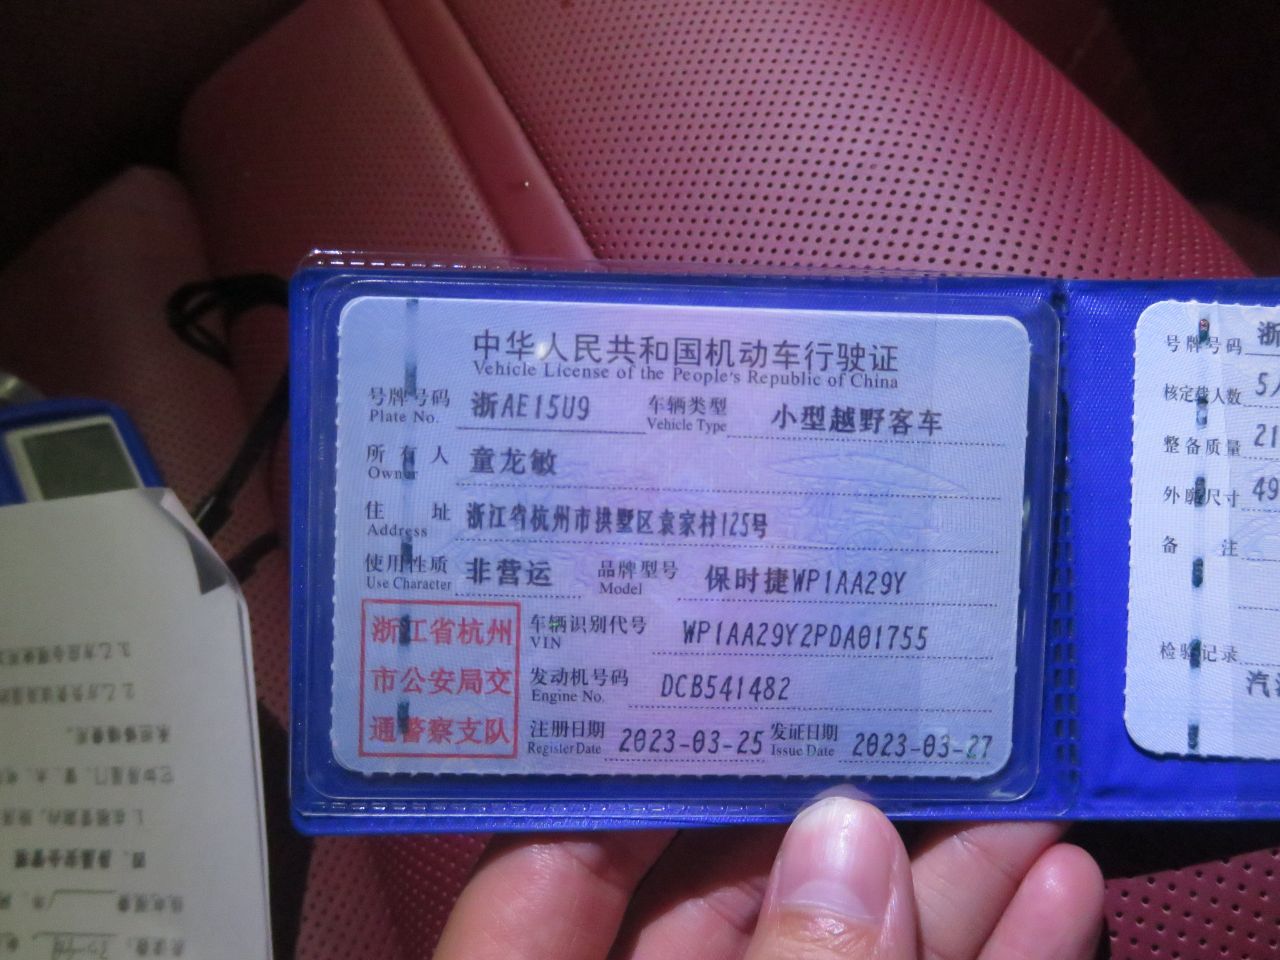 中华人民共和国机动车行驶证
Vehicle License of the People's Republic of China
号牌号码 浙AE15U9 车辆类型 小型越野客车
Plate No. Vehicle Type
所有人 童龙敏
Owner
住址 浙江省杭州市拱墅区袁家村125号
Address
使用性质 非营运 品牌型号 保时捷WP1AA29Y
Use Character Model
浙江省杭州
市公安局交
通警察支队
车辆识别代号 WP1AA29Y2PDA01755
VIN
发动机号码 DCB541482
Engine No.
注册日期 2023-03-25 发证日期 2023-03-27
Register Date Issue Date
号牌号码 浙
核定载人数 5
整备质量 21
外廓尺寸 49
备注
检验记录
汽